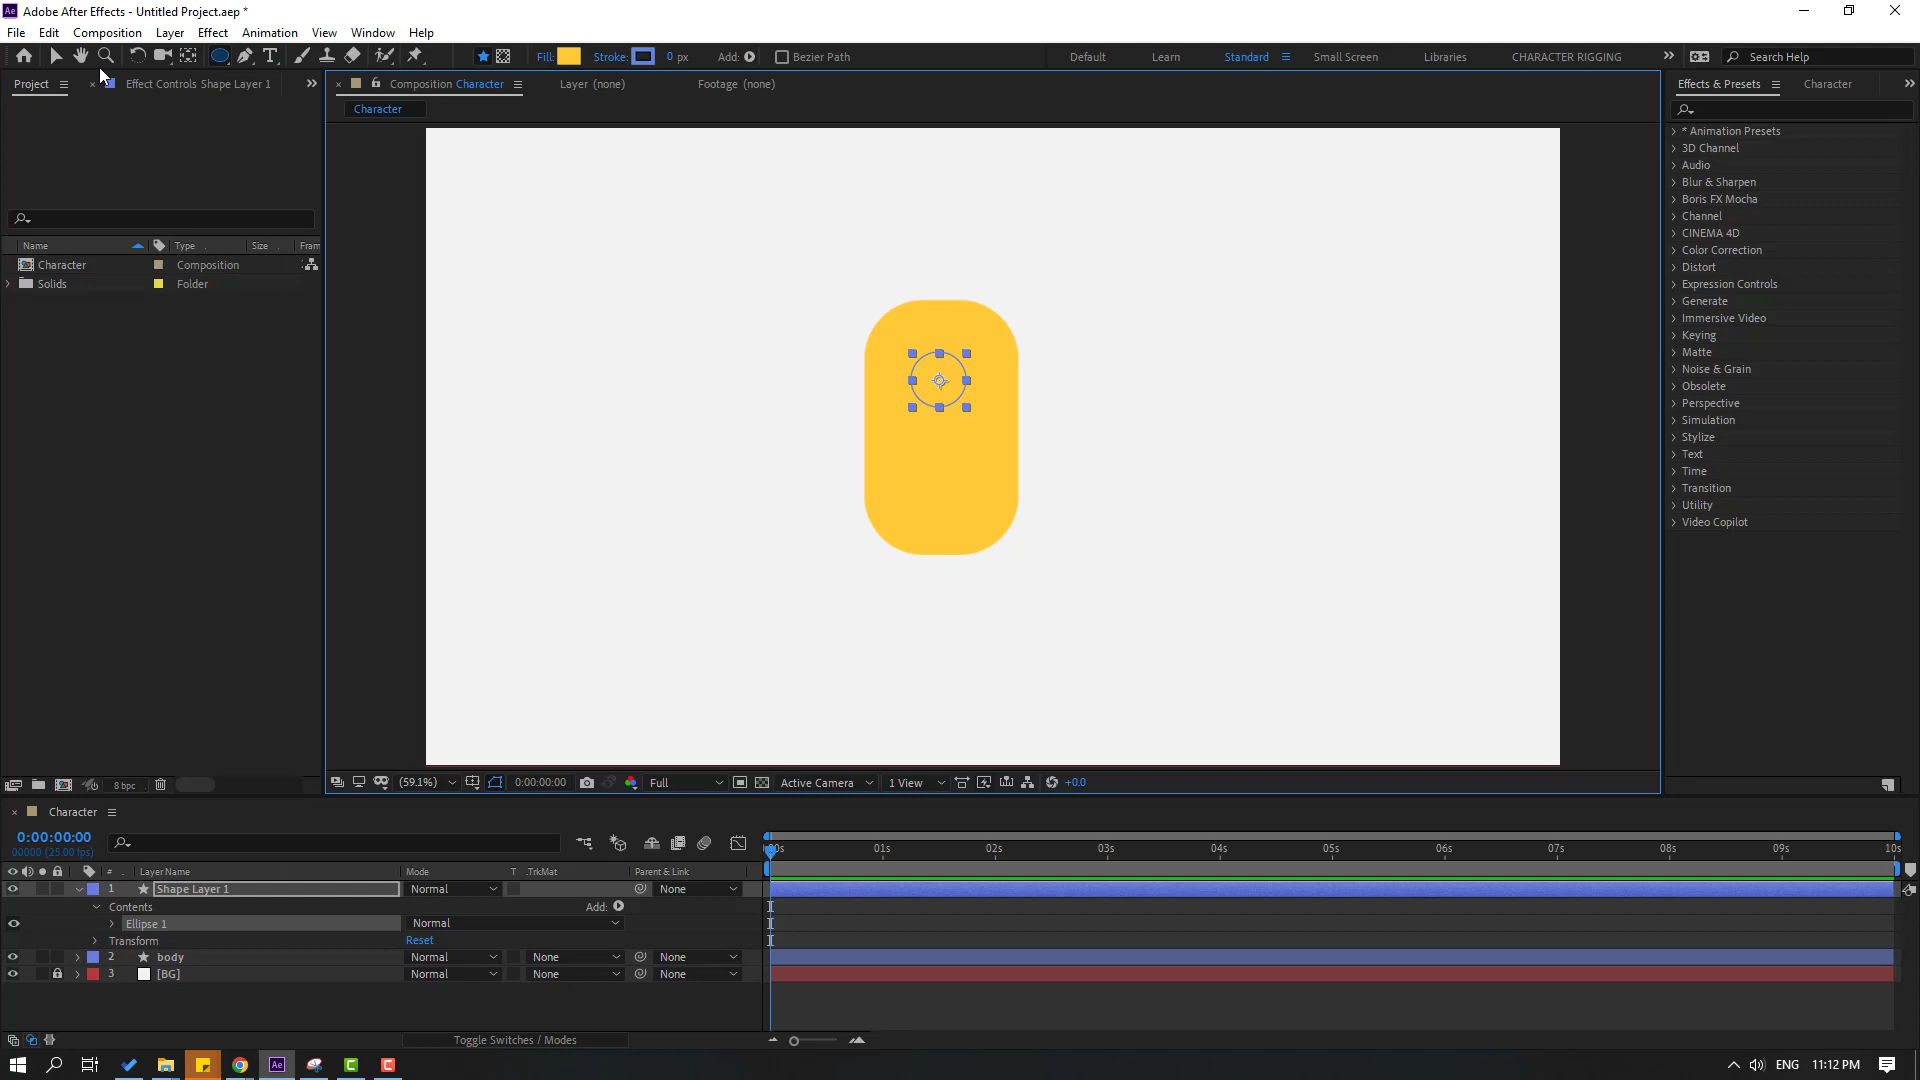 Ae Adobe After Effects - Untitled Project.aep *
File Edit Composition Layer Effect Animation View Window Help
Fill: Stroke: 0 px Add: Bezier Path Default Learn Standard Small Screen Libraries CHARACTER RIGGING Search Help
Project Effect Controls Shape Layer 1
Composition Character Layer (none) Footage (none)
Effects & Presets Character
Character
* Animation Presets
3D Channel
Audio
Blur & Sharpen
Boris FX Mocha
Channel
CINEMA 4D
Color Correction
Distort
Expression Controls
Generate
Immersive Video
Keying
Matte
Noise & Grain
Obsolete
Perspective
Simulation
Stylize
Text
Time
Transition
Utility
Video Copilot
Name Type Size Fram
Character Composition
Solids Folder
8 bpc
(59.1%) 0:00:00:00 Full Active Camera 1 View +0.0
Character
0:00:00:00
00000 (25.00 fps)
:00s 01s 02s 03s 04s 05s 06s 07s 08s 09s 10s
# Layer Name Mode T .TrkMat Parent & Link
1 Shape Layer 1 Normal None
Contents Add:
Ellipse 1 Normal
Transform Reset
2 body Normal None None
3 [BG] Normal None None
Toggle Switches / Modes
Ae ENG 11:12 PM